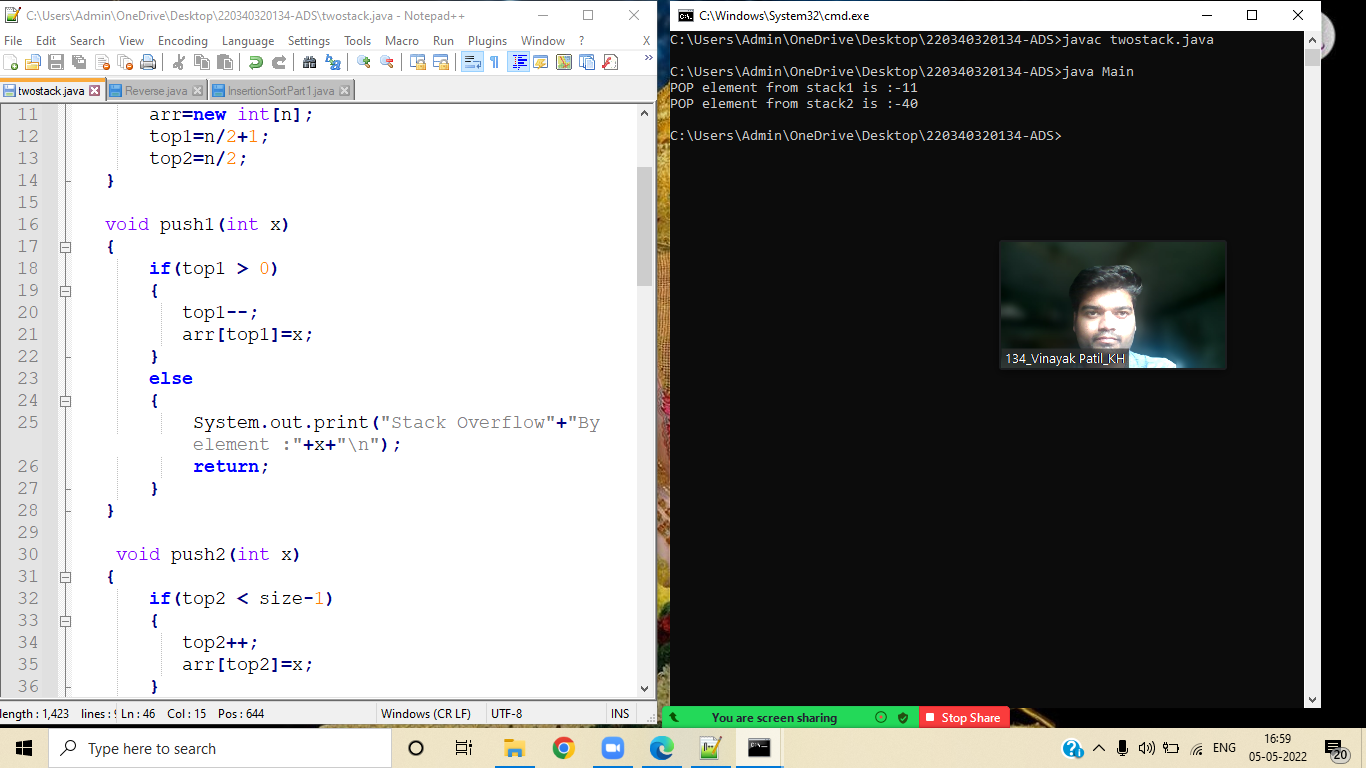 C:\Users\Admin\OneDrive\Desktop\220340320134-ADS\twostack.java - Notepad++
File Edit Search View Encoding Language Settings Tools Macro Run Plugins Window ? X
twostack.java Reverse.java InsertionSortPart1.java
11 arr=new int[n];
12 top1=n/2+1;
13 top2=n/2;
14 }
15
16 void push1(int x)
17 {
18 if(top1 > 0)
19 {
20 top1--;
21 arr[top1]=x;
22 }
23 else
24 {
25 System.out.print("Stack Overflow"+"By
element :"+x+"\n");
26 return;
27 }
28 }
29
30 void push2(int x)
31 {
32 if(top2 < size-1)
33 {
34 top2++;
35 arr[top2]=x;
36 }
length : 1,423 lines : Ln : 46 Col : 15 Pos : 644 Windows (CR LF) UTF-8 INS
C:\Windows\System32\cmd.exe
C:\Users\Admin\OneDrive\Desktop\220340320134-ADS>javac twostack.java
C:\Users\Admin\OneDrive\Desktop\220340320134-ADS>java Main
POP element from stack1 is :-11
POP element from stack2 is :-40
C:\Users\Admin\OneDrive\Desktop\220340320134-ADS>
134_Vinayak Patil_KH
You are screen sharing Stop Share
Type here to search
ENG
16:59
05-05-2022
20